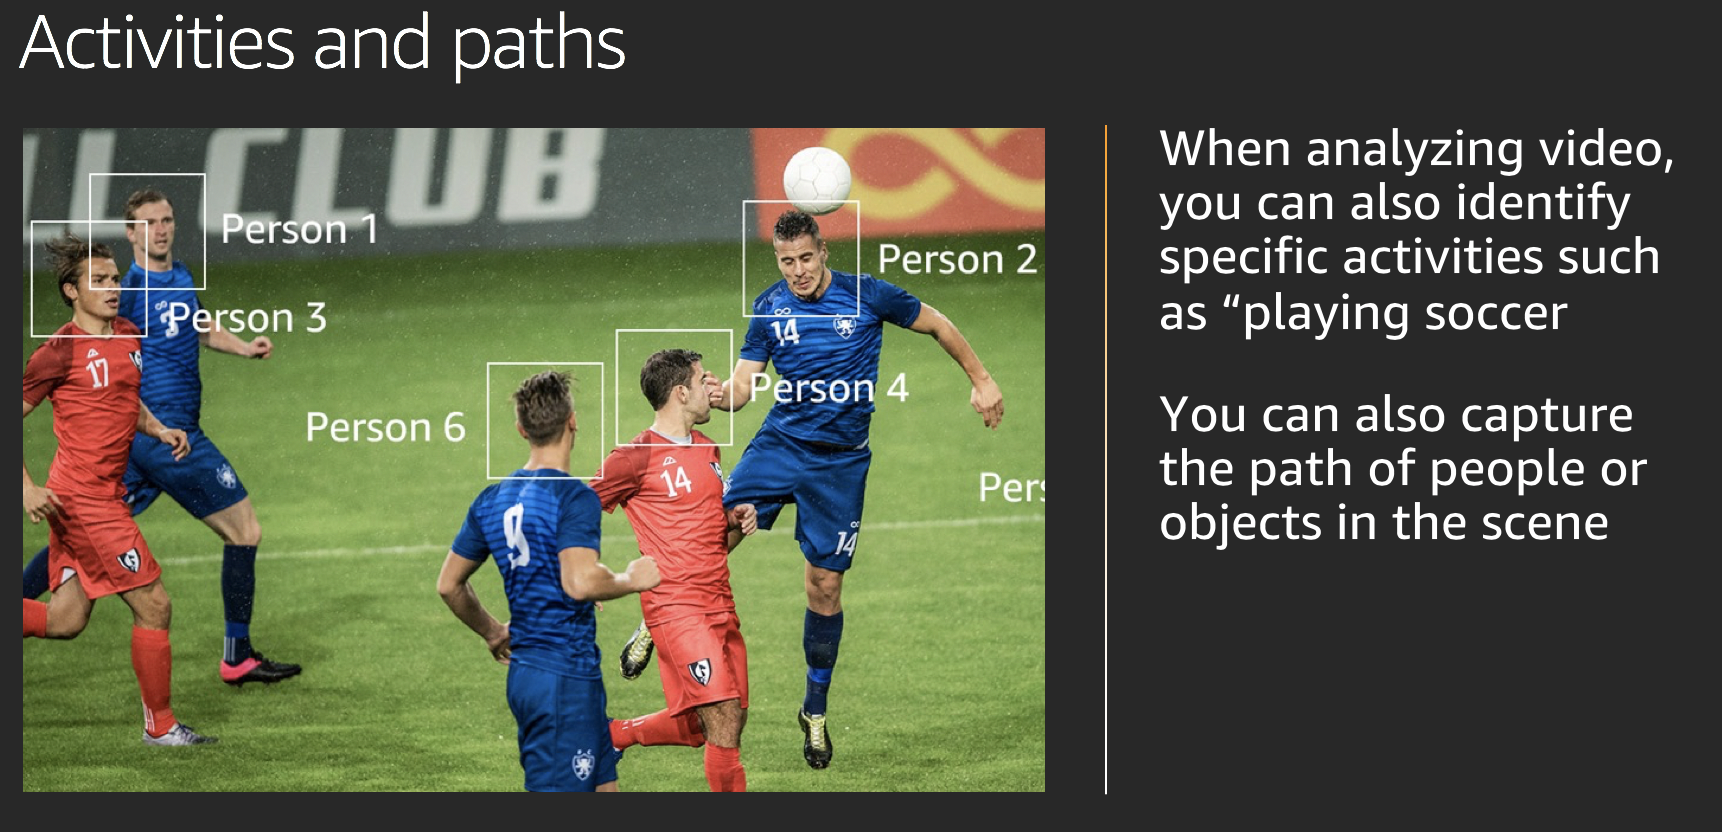 Activities and paths
LL CLUB
Person 1
Person 2
Person 3
3
17
14
Person 4
Person 6
14
Pers
9
14
When analyzing video,
you can also identify
specific activities such
as “playing soccer
You can also capture
the path of people or
objects in the scene